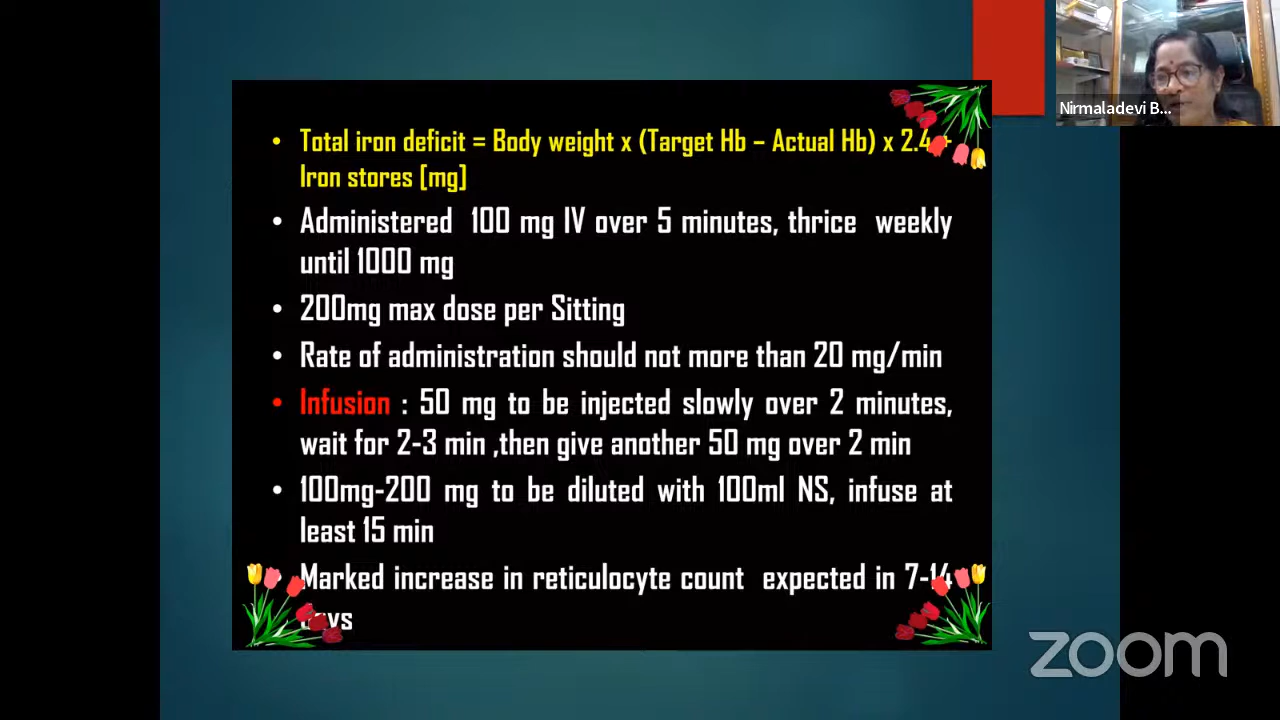 • Total iron deficit = Body weight x (Target Hb – Actual Hb) x 2.4 +
Iron stores [mg]
• Administered 100 mg IV over 5 minutes, thrice weekly
until 1000 mg
• 200mg max dose per Sitting
• Rate of administration should not more than 20 mg/min
• Infusion : 50 mg to be injected slowly over 2 minutes,
wait for 2-3 min ,then give another 50 mg over 2 min
• 100mg-200 mg to be diluted with 100ml NS, infuse at
least 15 min
Marked increase in reticulocyte count expected in 7-14
days
Nirmaladevi B...
zoom